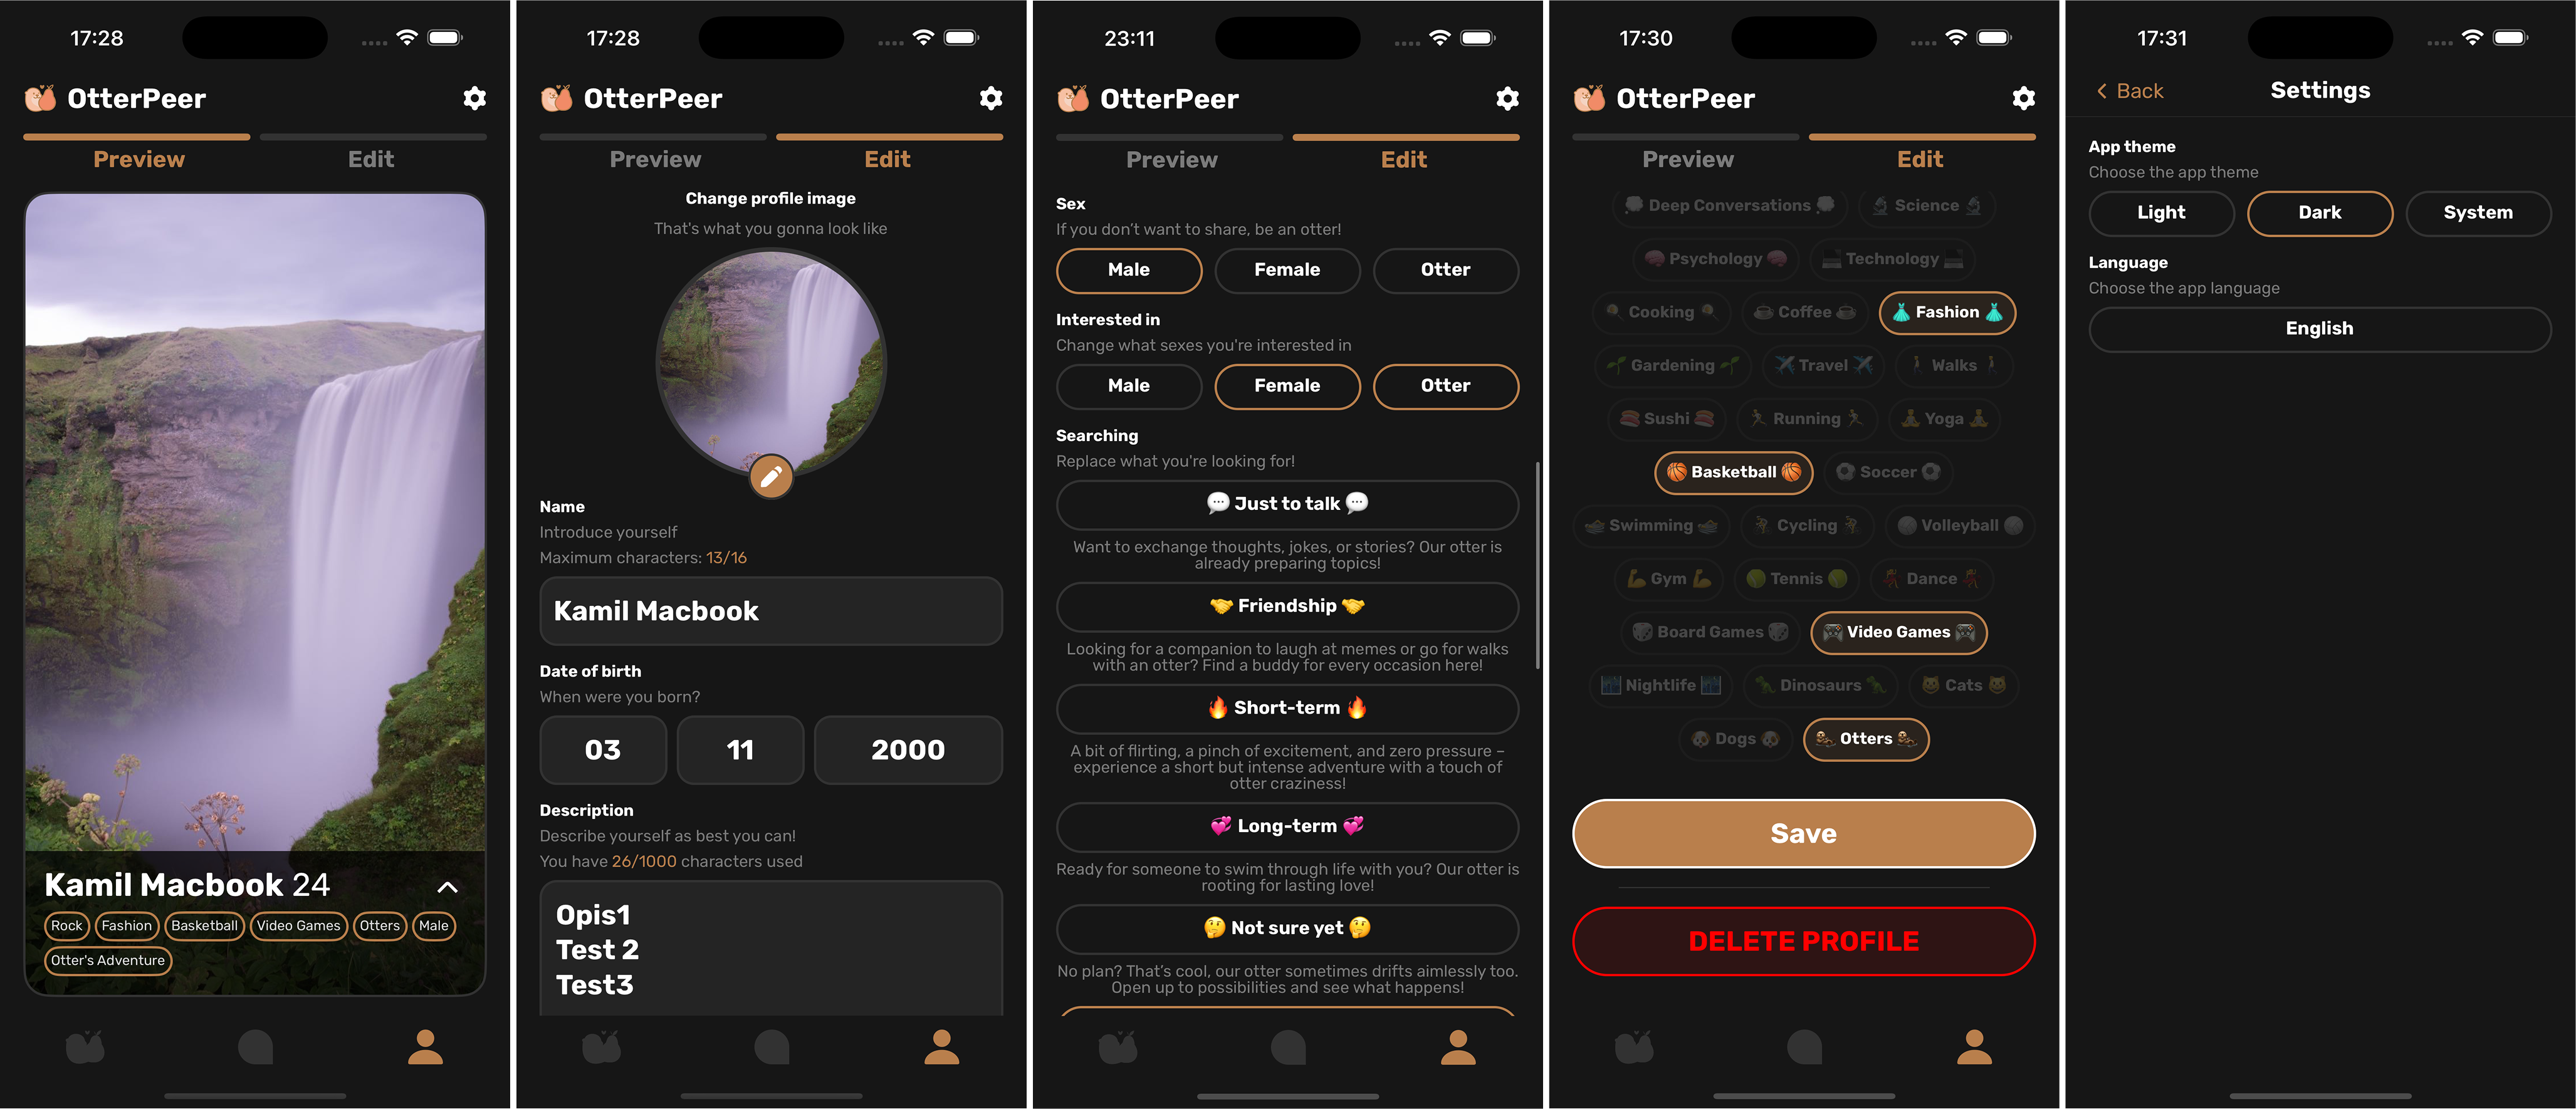 17:28
OtterPeer
Preview Edit
Kamil Macbook 24
Rock Fashion Basketball Video Games Otters Male
Otter's Adventure
17:28
OtterPeer
Preview Edit
Change profile image
That's what you gonna look like
Name
Introduce yourself
Maximum characters: 13/16
Kamil Macbook
Date of birth
When were you born?
03 11 2000
Description
Describe yourself as best you can!
You have 26/1000 characters used
Opis1
Test 2
Test3
23:11
OtterPeer
Preview Edit
Sex
If you don't want to share, be an otter!
Male Female Otter
Interested in
Change what sexes you're interested in
Male Female Otter
Searching
Replace what you're looking for!
💬 Just to talk 💬
Want to exchange thoughts, jokes, or stories? Our otter is
already preparing topics!
🤝 Friendship 🤝
Looking for a companion to laugh at memes or go for walks
with an otter? Find a buddy for every occasion here!
🔥 Short-term 🔥
A bit of flirting, a pinch of excitement, and zero pressure –
experience a short but intense adventure with a touch of
otter craziness!
💞 Long-term 💞
Ready for someone to swim through life with you? Our otter is
rooting for lasting love!
🤔 Not sure yet 🤔
No plan? That's cool, our otter sometimes drifts aimlessly too.
Open up to possibilities and see what happens!
17:30
OtterPeer
Preview Edit
💭 Deep Conversations 💭 🔬 Science 🔬
🧠 Psychology 🧠 💻 Technology 💻
🍳 Cooking 🍳 ☕ Coffee ☕ 👗 Fashion 👗
🌱 Gardening 🌱 ✈️ Travel ✈️ 🚶 Walks 🚶
🍣 Sushi 🍣 🏃 Running 🏃 🧘 Yoga 🧘
🏀 Basketball 🏀 ⚽ Soccer ⚽
🏊 Swimming 🏊 🚴 Cycling 🚴 🏐 Volleyball 🏐
💪 Gym 💪 🎾 Tennis 🎾 💃 Dance 💃
🎲 Board Games 🎲 🎮 Video Games 🎮
🌃 Nightlife 🌃 🦖 Dinosaurs 🦖 🐱 Cats 🐱
🐶 Dogs 🐶 🦦 Otters 🦦
Save
DELETE PROFILE
17:31
Back Settings
App theme
Choose the app theme
Light Dark System
Language
Choose the app language
English